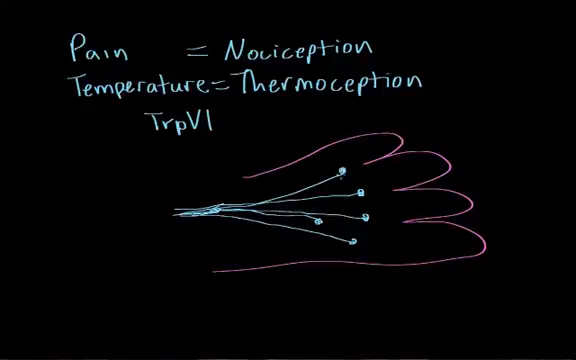 Pain = Nociception
Temperature = Thermoception
TrpV1